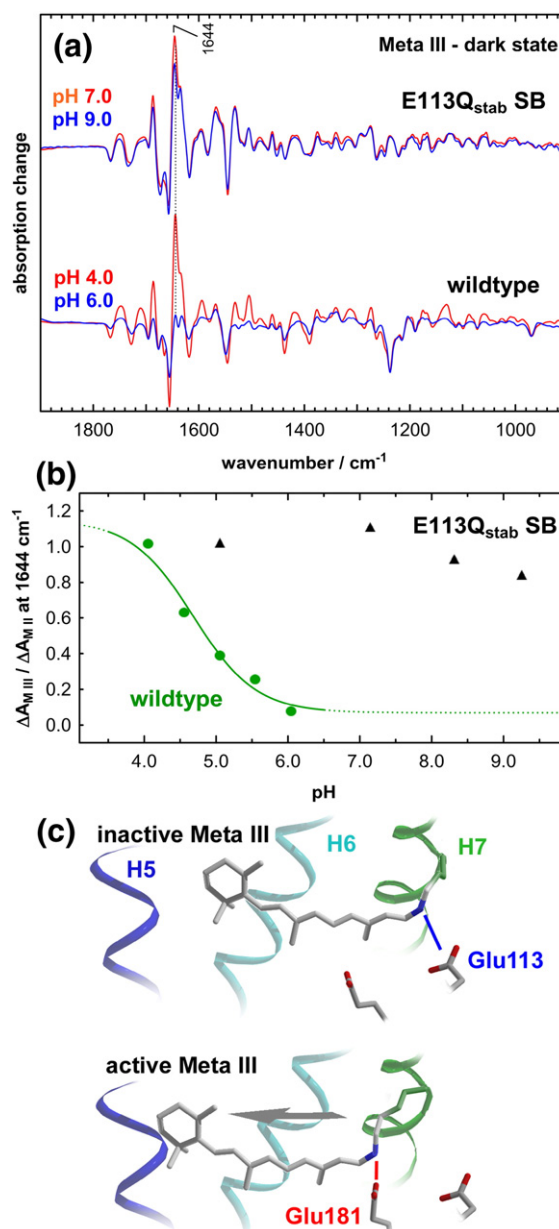 (a)
1644
Meta III - dark state
E113Qstab SB
pH 7.0
pH 9.0
absorption change
pH 4.0
pH 6.0
wildtype
1800 1600 1400 1200 1000
wavenumber / cm-1
(b)
1.2
1.0
0.8
0.6
0.4
0.2
0.0
ΔAM III / ΔAM II at 1644 cm-1
E113Qstab SB
wildtype
4.0 5.0 6.0 7.0 8.0 9.0
pH
(c)
inactive Meta III
H5
H6
H7
Glu113
active Meta III
Glu181